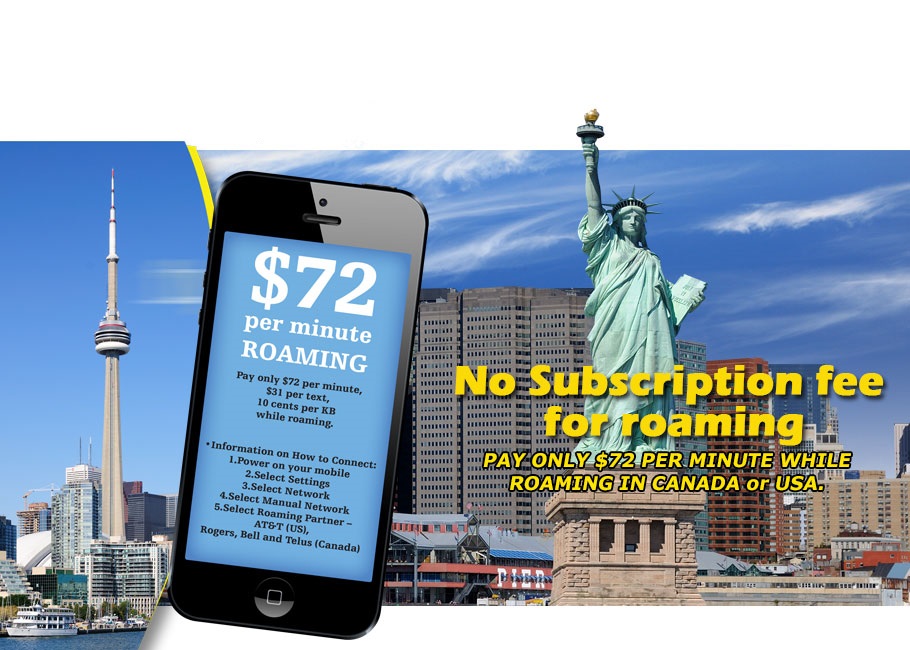 $72
per minute
ROAMING
Pay only $72 per minute,
$31 per text,
10 cents per KB
while roaming.
•Information on How to Connect:
1.Power on your mobile
2.Select Settings
3.Select Network
4.Select Manual Network
5.Select Roaming Partner –
AT&T (US),
Rogers, Bell and Telus (Canada)
No Subscription fee
for roaming
PAY ONLY $72 PER MINUTE WHILE
ROAMING IN CANADA or USA.